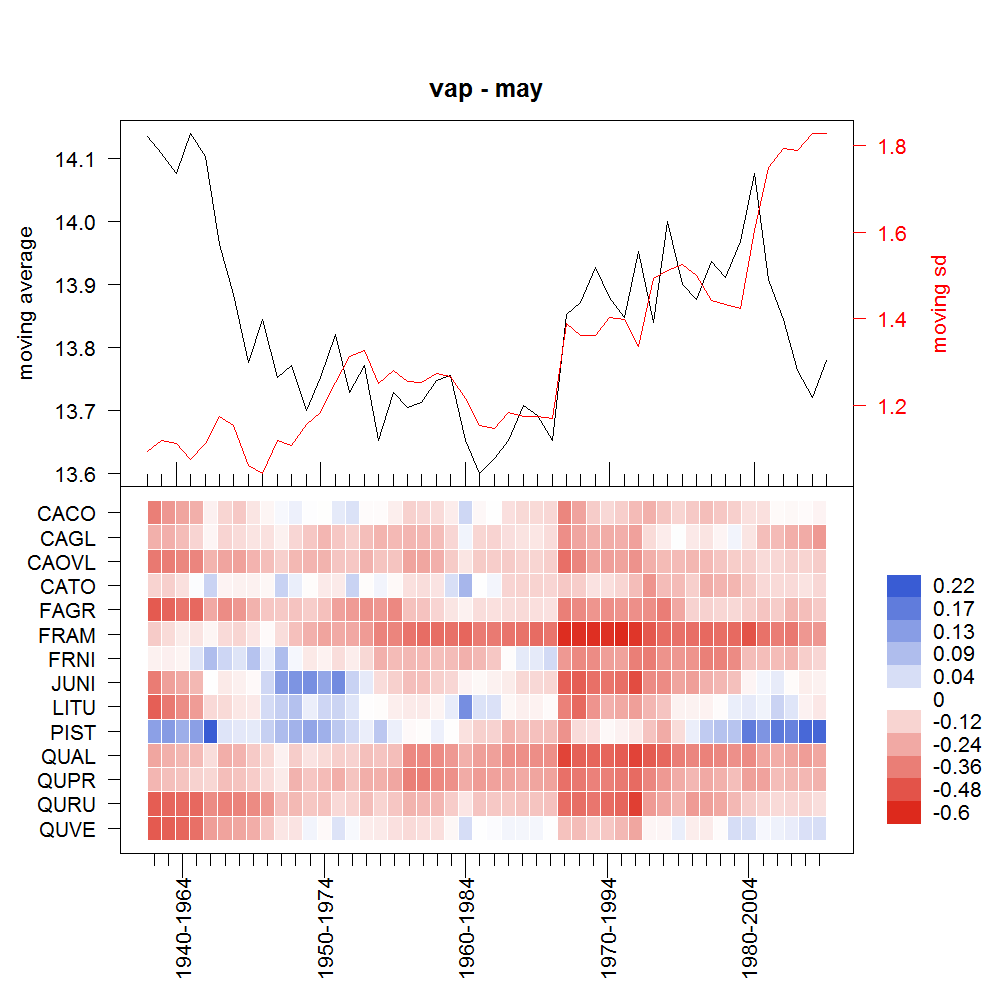 vap - may
moving average
14.1
14.0
13.9
13.8
13.7
13.6
1.8
1.6
1.4
1.2
moving sd
CACO
CAGL
CAOVL
CATO
FAGR
FRAM
FRNI
JUNI
LITU
PIST
QUAL
QUPR
QURU
QUVE
0.22
0.17
0.13
0.09
0.04
0
-0.12
-0.24
-0.36
-0.48
-0.6
1940-1964
1950-1974
1960-1984
1970-1994
1980-2004